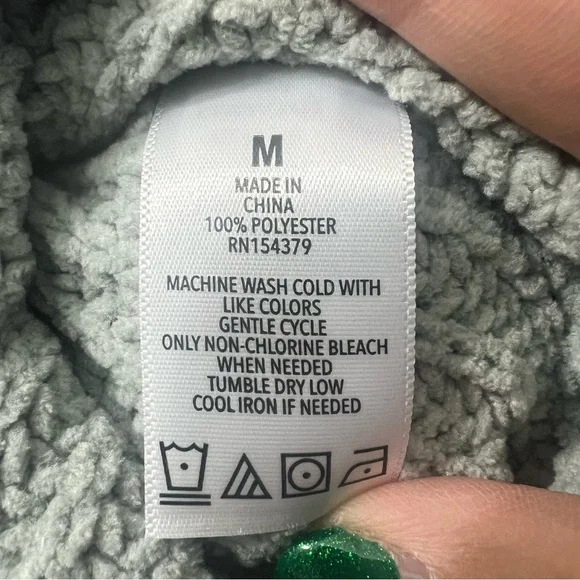 M
MADE IN
CHINA
100% POLYESTER
RN154379
MACHINE WASH COLD WITH
LIKE COLORS
GENTLE CYCLE
ONLY NON-CHLORINE BLEACH
WHEN NEEDED
TUMBLE DRY LOW
COOL IRON IF NEEDED